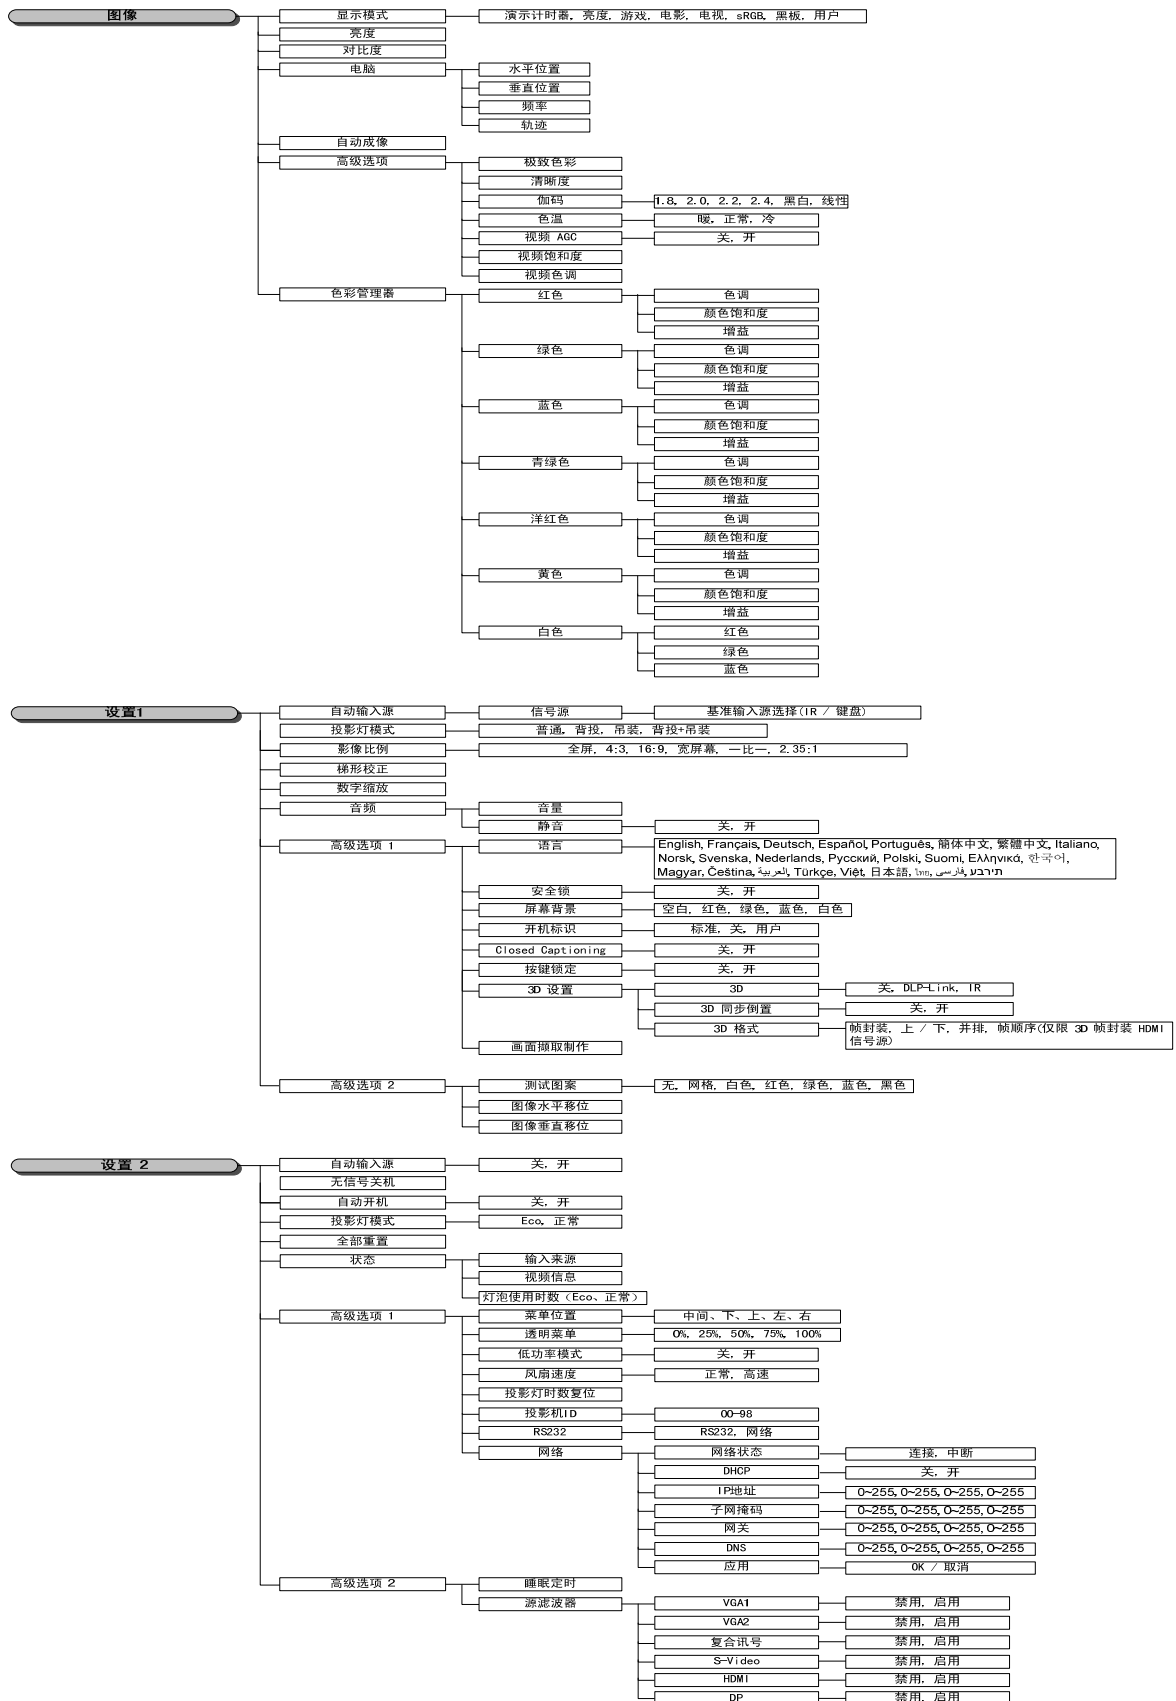 图像
显示模式
演示计时器, 亮度, 游戏, 电影, 电视, sRGB, 黑板, 用户
亮度
对比度
电脑
水平位置
垂直位置
频率
轨迹
自动成像
高级选项
极致色彩
清晰度
伽码
1.8, 2.0, 2.2, 2.4, 黑白, 线性
色温
暖, 正常, 冷
视频 AGC
关, 开
视频饱和度
视频色调
色彩管理器
红色
色调
颜色饱和度
增益
绿色
色调
颜色饱和度
增益
蓝色
色调
颜色饱和度
增益
青绿色
色调
颜色饱和度
增益
洋红色
色调
颜色饱和度
增益
黄色
色调
颜色饱和度
增益
白色
红色
绿色
蓝色
设置1
自动输入源
信号源
基准输入源选择(IR / 键盘)
投影灯模式
普通, 背投, 吊装, 背投+吊装
影像比例
全屏, 4:3, 16:9, 宽屏幕, 一比一, 2.35:1
梯形校正
数字缩放
音频
音量
静音
关, 开
高级选项 1
语言
English, Français, Deutsch, Español, Português, 簡体中文, 繁體中文, Italiano,
Norsk, Svenska, Nederlands, Русский, Polski, Suomi, Ελληνικά, 한국어,
Magyar, Čeština, العربية, Türkçe, Việt, 日本語, ไทย, فارسی, תירבע
安全锁
关, 开
屏幕背景
空白, 红色, 绿色, 蓝色, 白色
开机标识
标准, 关, 用户
Closed Captioning
关, 开
按键锁定
关, 开
3D 设置
3D
关, DLP-Link, IR
3D 同步倒置
关, 开
3D 格式
帧封装, 上 / 下, 并排, 帧顺序(仅限 3D 帧封装 HDMI
信号源)
画面撷取制作
高级选项 2
测试图案
无, 网格, 白色, 红色, 绿色, 蓝色, 黑色
图像水平移位
图像垂直移位
设置 2
自动输入源
关, 开
无信号关机
自动开机
关, 开
投影灯模式
Eco, 正常
全部重置
状态
输入来源
视频信息
灯泡使用时数（Eco、正常）
高级选项 1
菜单位置
中间、下、上、左、右
透明菜单
0%, 25%, 50%, 75%, 100%
低功率模式
关, 开
风扇速度
正常, 高速
投影灯时数复位
投影机ID
00-98
RS232
RS232, 网络
网络
网络状态
连接, 中断
DHCP
关, 开
IP地址
0~255, 0~255, 0~255, 0~255
子网掩码
0~255, 0~255, 0~255, 0~255
网关
0~255, 0~255, 0~255, 0~255
DNS
0~255, 0~255, 0~255, 0~255
应用
OK / 取消
高级选项 2
睡眠定时
源滤波器
VGA1
禁用, 启用
VGA2
禁用, 启用
复合讯号
禁用, 启用
S-Video
禁用, 启用
HDMI
禁用, 启用
DP
禁用, 启用